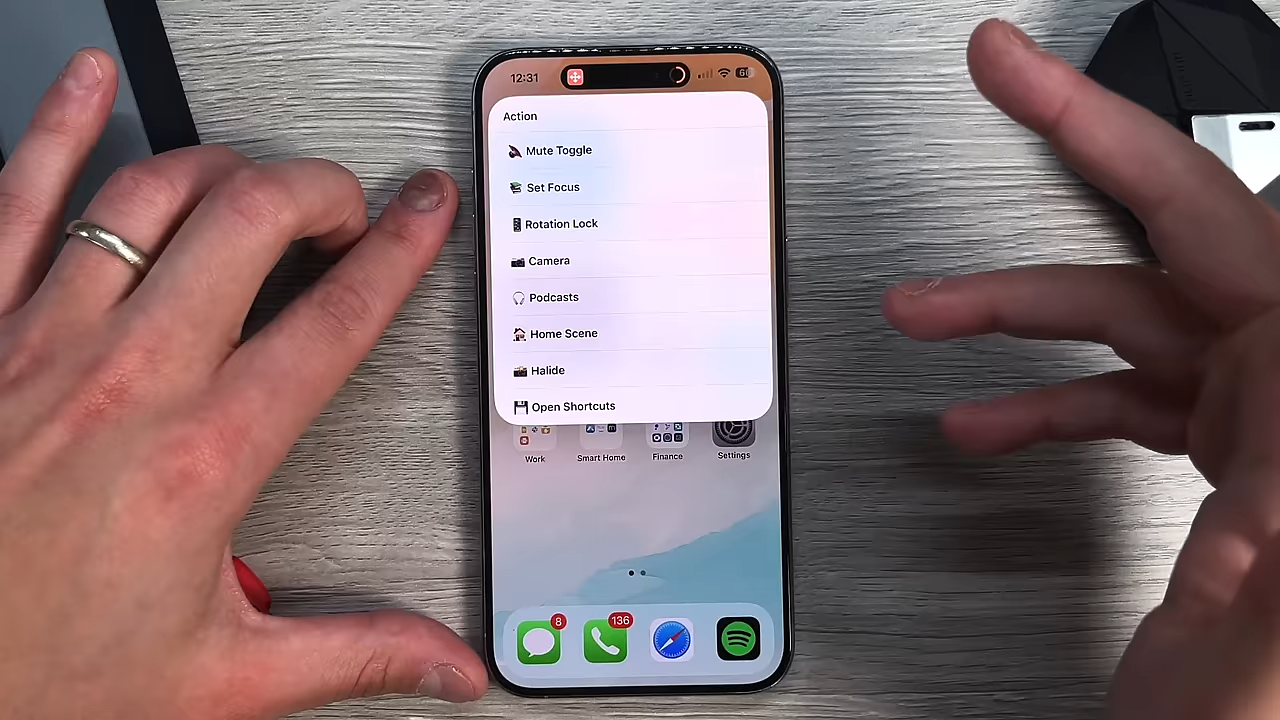 12:31
Action
Mute Toggle
Set Focus
Rotation Lock
Camera
Podcasts
Home Scene
Halide
Open Shortcuts
Work
Smart Home
Finance
Settings
8
136